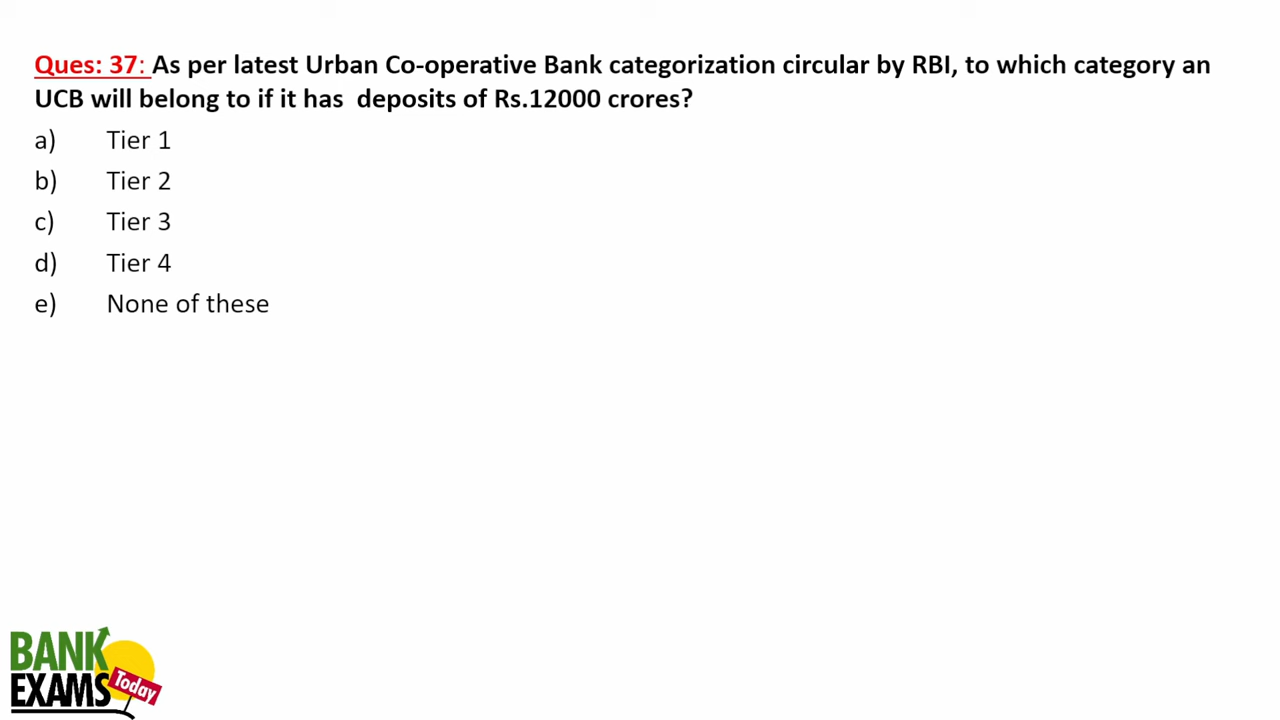 Ques: 37: As per latest Urban Co-operative Bank categorization circular by RBI, to which category an
UCB will belong to if it has  deposits of Rs.12000 crores?
a) Tier 1
b) Tier 2
c) Tier 3
d) Tier 4
e) None of these
BANK
EXAMS Today